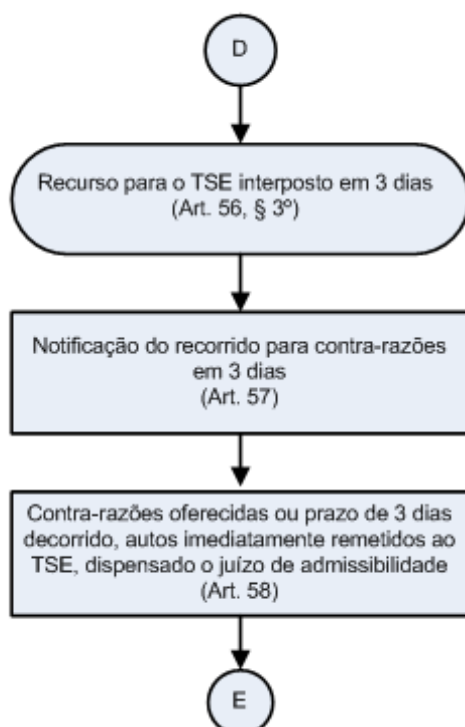 D
Recurso para o TSE interposto em 3 dias
(Art. 56, § 3º)
Notificação do recorrido para contra-razões
em 3 dias
(Art. 57)
Contra-razões oferecidas ou prazo de 3 dias
decorrido, autos imediatamente remetidos ao
TSE, dispensado o juízo de admissibilidade
(Art. 58)
E